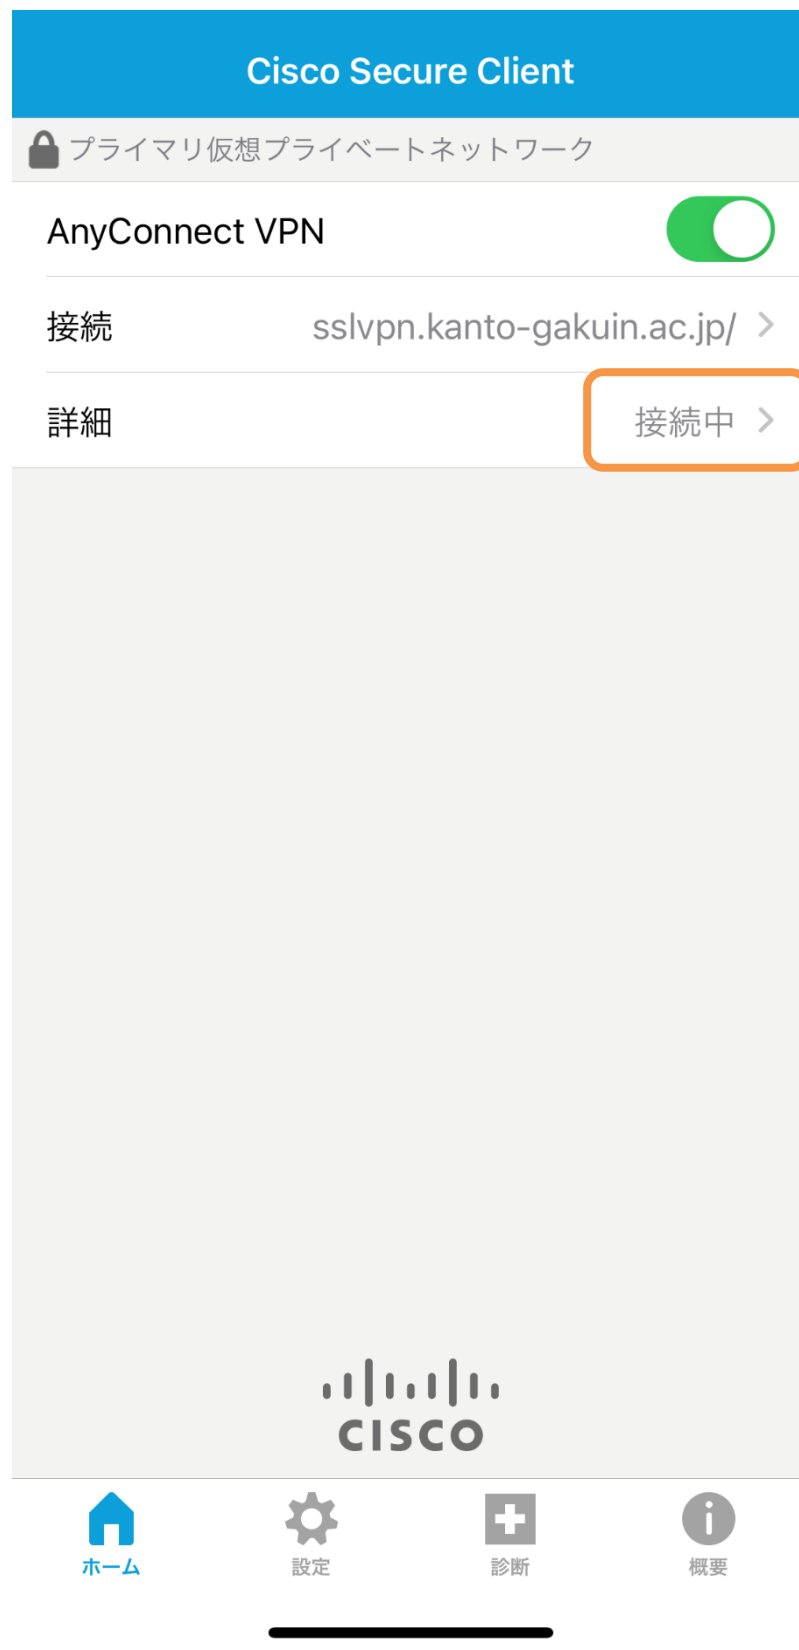 Cisco Secure Client
プライマリ仮想プライベートネットワーク
AnyConnect VPN
接続 sslvpn.kanto-gakuin.ac.jp/
詳細 接続中
CISCO
ホーム 設定 診断 概要